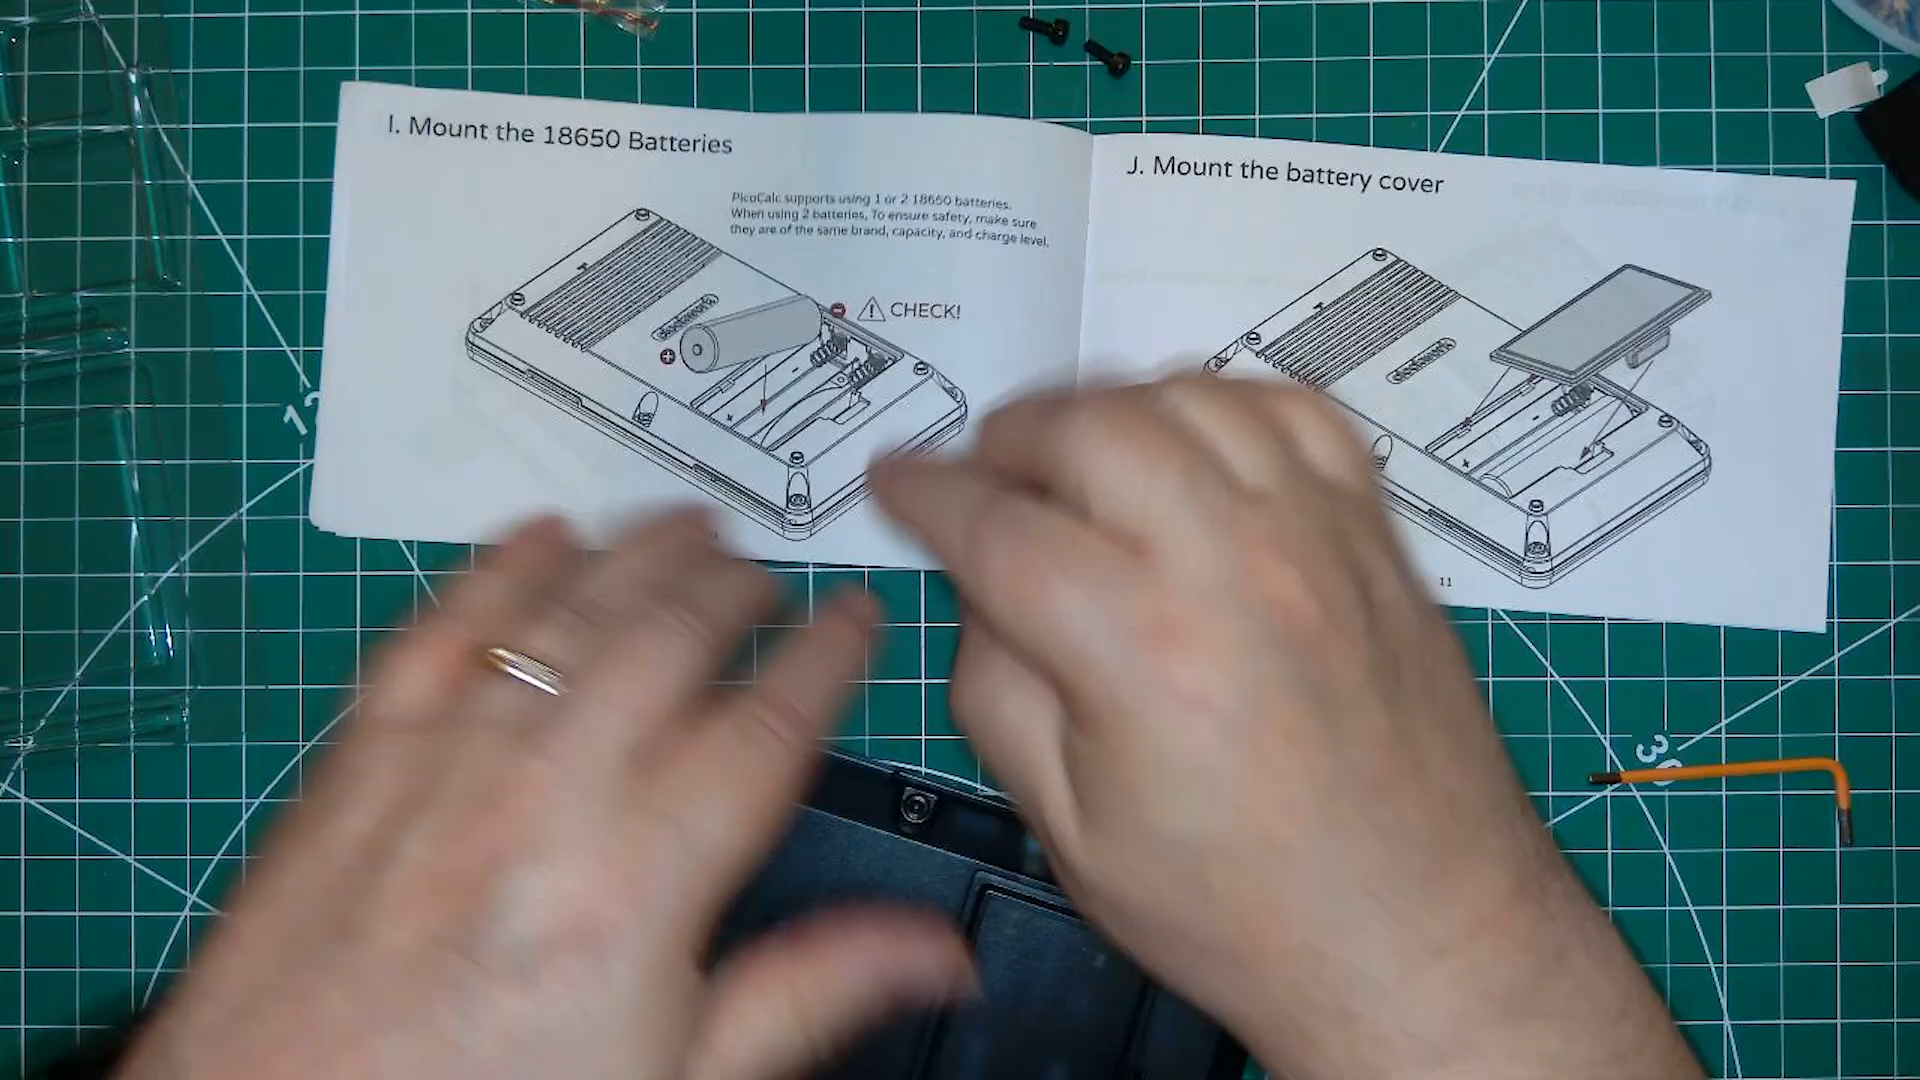 I. Mount the 18650 Batteries
PicoCalc supports using 1 or 2 18650 batteries.
When using 2 batteries, To ensure safety, make sure
they are of the same brand, capacity, and charge level.
CHECK!
J. Mount the battery cover
11